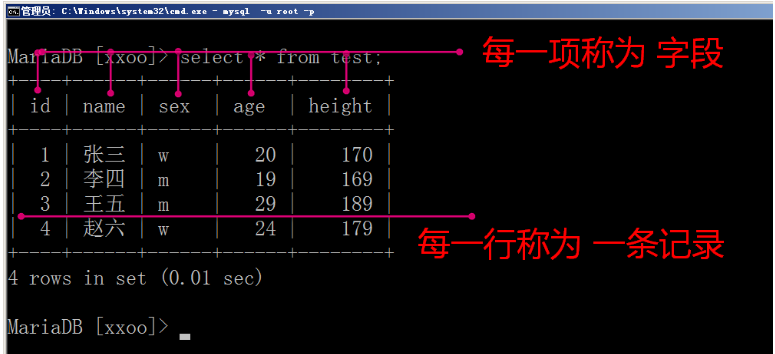 管理员: C:\Windows\system32\cmd.exe - mysql -u root -p
MariaDB [xxoo]> select * from test;
每一项称为 字段
+----+------+------+------+--------+
| id | name | sex | age | height |
+----+------+------+------+--------+
| 1 | 张三 | w | 20 | 170 |
| 2 | 李四 | m | 19 | 169 |
| 3 | 王五 | m | 29 | 189 |
| 4 | 赵六 | w | 24 | 179 |
每一行称为 一条记录
+----+------+------+------+--------+
4 rows in set (0.01 sec)
MariaDB [xxoo]> _